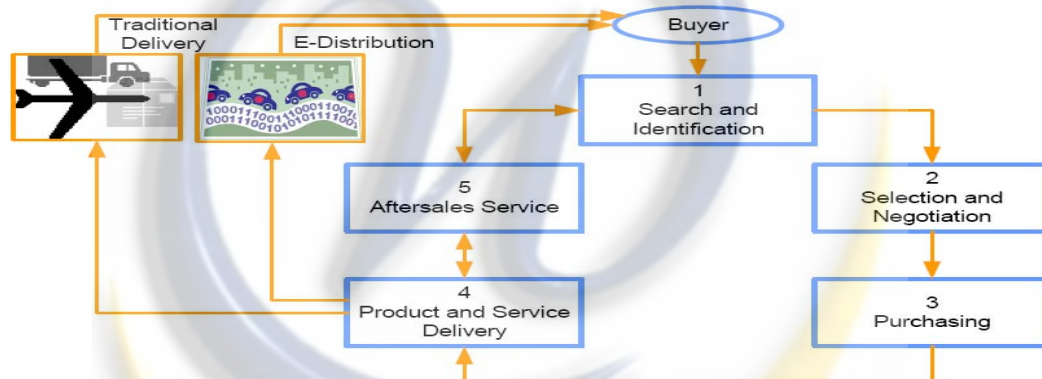 Traditional
Delivery
E-Distribution
Buyer
1
Search and
Identification
2
Selection and
Negotiation
3
Purchasing
4
Product and Service
Delivery
5
Aftersales Service